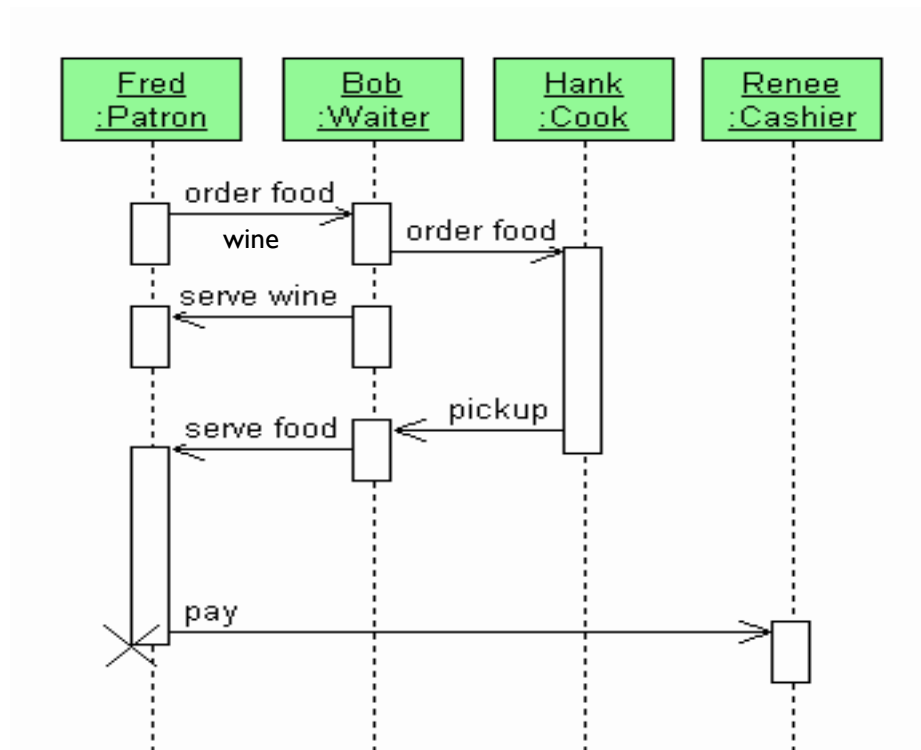 Fred
:Patron
Bob
:Waiter
Hank
:Cook
Renee
:Cashier
order food
wine
order food
serve wine
pickup
serve food
pay